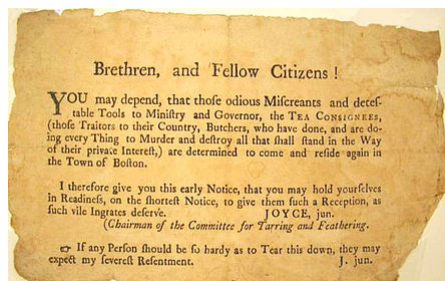 Brethren, and Fellow Citizens !
YOU may depend, that those odious Miscreants and detes-
table Tools to Ministry and Governor, the TEA CONSIGNEES,
(those Traitors to their Country, Butchers, who have done, and are do-
ing every Thing to Murder and destroy all that shall stand in the Way
of their private Interest,) are determined to come and reside again in
the Town of Boston.
I therefore give you this early Notice, that you may hold yourselves
in Readiness, on the shortest Notice, to give them such a Reception, as
such vile Ingrates deserve. JOYCE, jun.
(Chairman of the Committee for Tarring and Feathering.
☞ If any Person should be so hardy as to Tear this down, they may
expect my severest Resentment. J. jun.